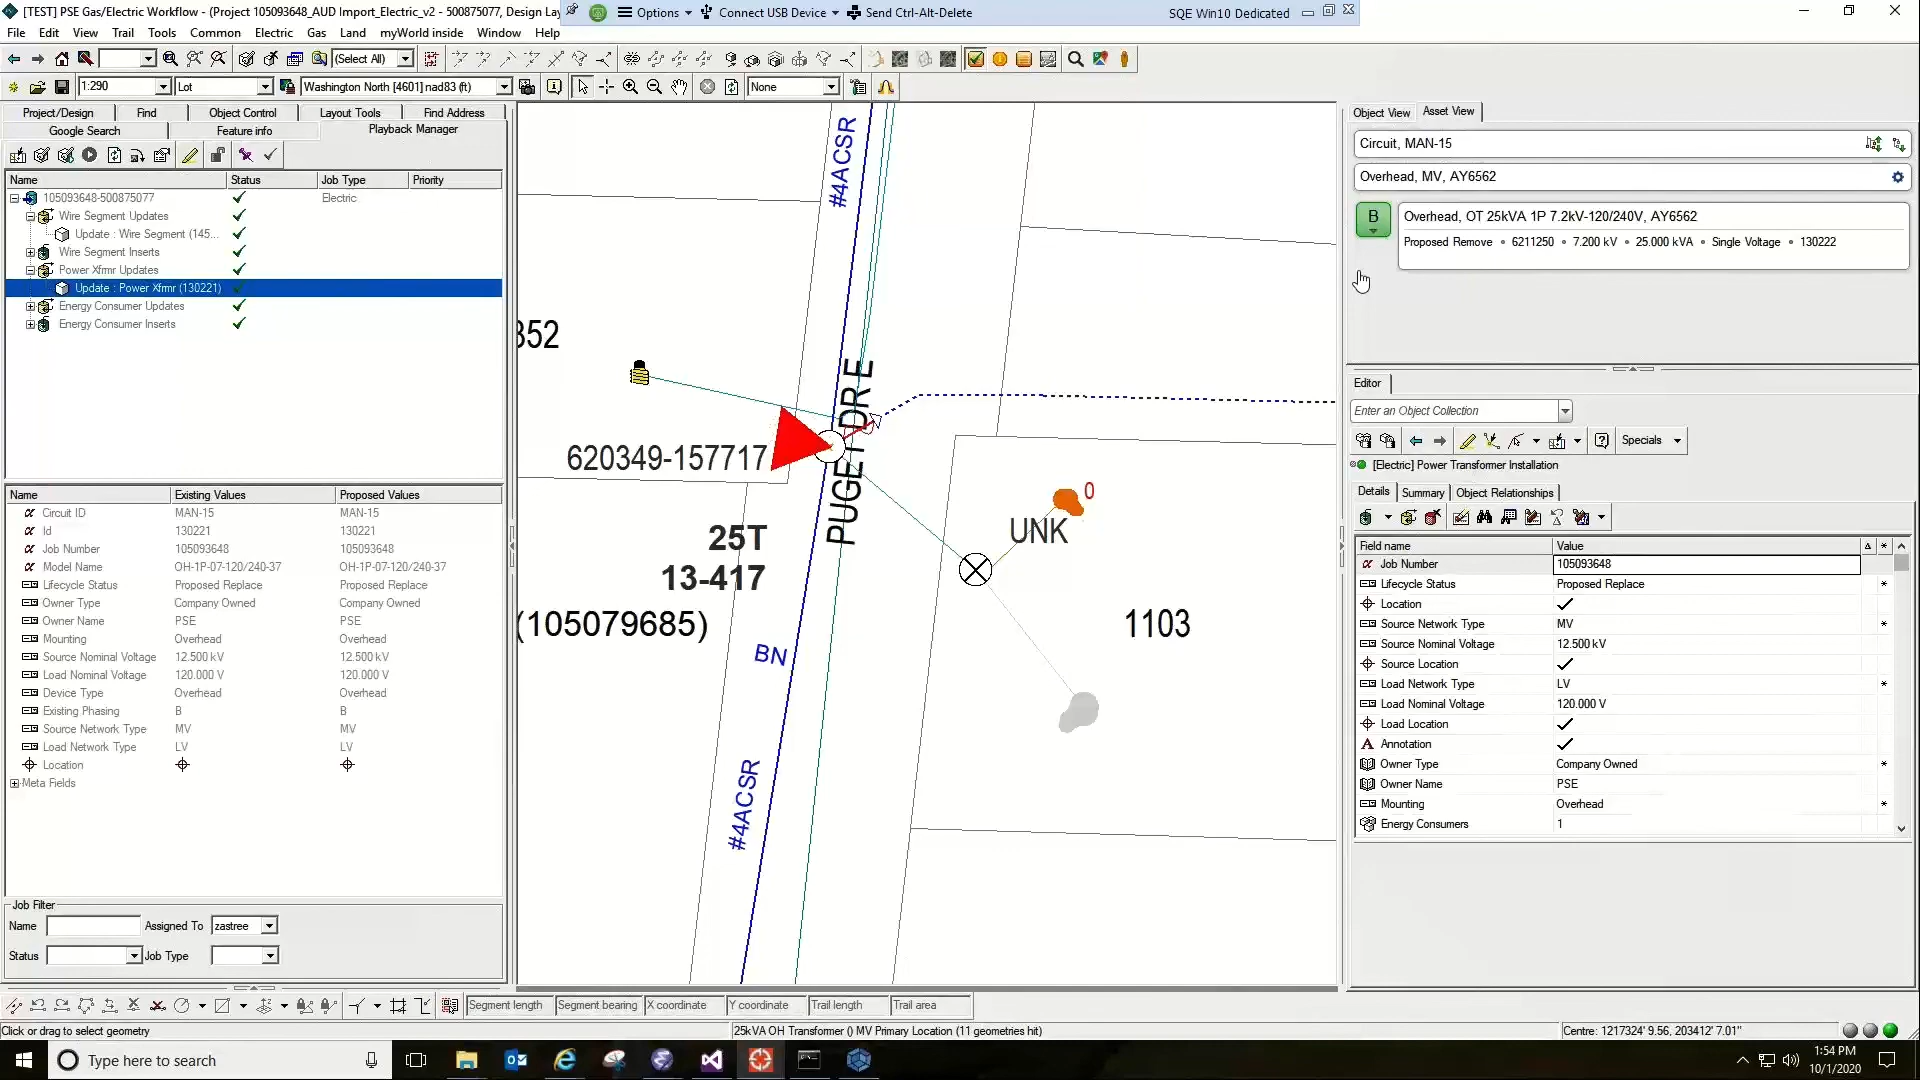 [TEST] PSE Gas/Electric Workflow - (Project 105093648_AUD Import_Electric_v2 - 500875077, Design Lay
Options
Connect USB Device
Send Ctrl-Alt-Delete
SQE Win10 Dedicated
File Edit View Trail Tools Common Electric Gas Land myWorld inside Window Help
(Select All)
1:290
Lot
Washington North [4601] nad83 (ft)
None
Project/Design Find Object Control Layout Tools Find Address
Google Search Feature info Playback Manager
Name Status Job Type Priority
105093648-500875077 Electric
Wire Segment Updates
Update : Wire Segment (145...
Wire Segment Inserts
Power Xfrmr Updates
Update : Power Xfrmr (130221)
Energy Consumer Updates
Energy Consumer Inserts
Name Existing Values Proposed Values
Circuit ID MAN-15 MAN-15
Id 130221 130221
Job Number 105093648 105093648
Model Name OH-1P-07-120/240-37 OH-1P-07-120/240-37
Lifecycle Status Proposed Replace Proposed Replace
Owner Type Company Owned Company Owned
Owner Name PSE PSE
Mounting Overhead Overhead
Source Nominal Voltage 12.500 kV 12.500 kV
Load Nominal Voltage 120.000 V 120.000 V
Device Type Overhead Overhead
Existing Phasing B B
Source Network Type MV MV
Load Network Type LV LV
Location
Meta Fields
Job Filter
Name Assigned To zastree
Status Job Type
#4ACSR
352
PUGET DR E
620349-157717
0
UNK
25T
13-417
(105079685)
1103
BN
#4ACSR
Object View Asset View
Circuit, MAN-15
Overhead, MV, AY6562
B
Overhead, OT 25kVA 1P 7.2kV-120/240V, AY6562
Proposed Remove • 6211250 • 7.200 kV • 25.000 kVA • Single Voltage • 130222
Editor
Enter an Object Collection
Specials
[Electric] Power Transformer Installation
Details Summary Object Relationships
Field name Value
Job Number 105093648
Lifecycle Status Proposed Replace *
Location
Source Network Type MV *
Source Nominal Voltage 12.500 kV
Source Location
Load Network Type LV *
Load Nominal Voltage 120.000 V
Load Location
Annotation
Owner Type Company Owned *
Owner Name PSE
Mounting Overhead *
Energy Consumers 1
Segment length Segment bearing X coordinate Y coordinate Trail length Trail area
Click or drag to select geometry
25kVA OH Transformer () MV Primary Location (11 geometries hit)
Centre: 1217324' 9.56, 203412' 7.01"
Type here to search
1:54 PM
10/1/2020